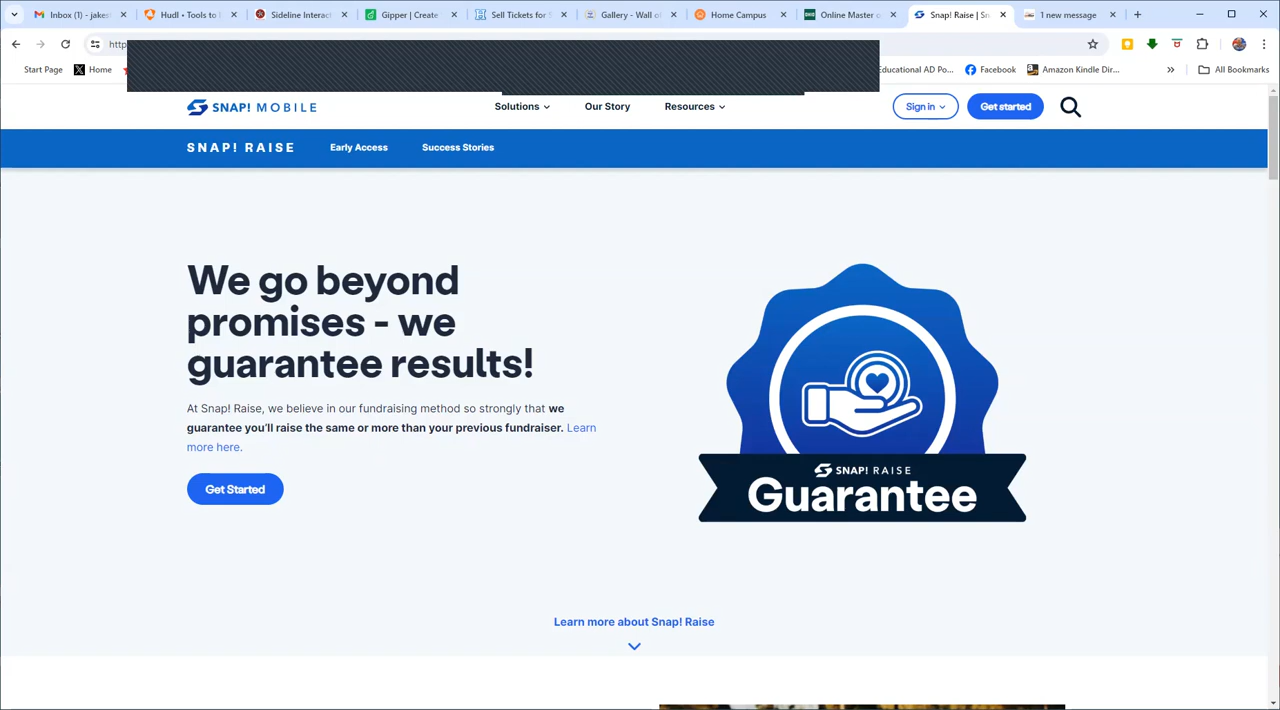 Inbox (1) - jakes
Hudl • Tools to I
Sideline Interac
Gipper | Create
Sell Tickets for S
Gallery - Wall o
Home Campus
Online Master o
Snap! Raise | Sn
1 new message
http
Start Page
Home
Educational AD Po...
Facebook
Amazon Kindle Dir...
»
All Bookmarks
SNAP! MOBILE
Solutions
Our Story
Resources
Sign in
Get started
SNAP! RAISE
Early Access
Success Stories
We go beyond
promises - we
guarantee results!
At Snap! Raise, we believe in our fundraising method so strongly that we
guarantee you'll raise the same or more than your previous fundraiser. Learn
more here.
Get Started
SNAP! RAISE
Guarantee
Learn more about Snap! Raise